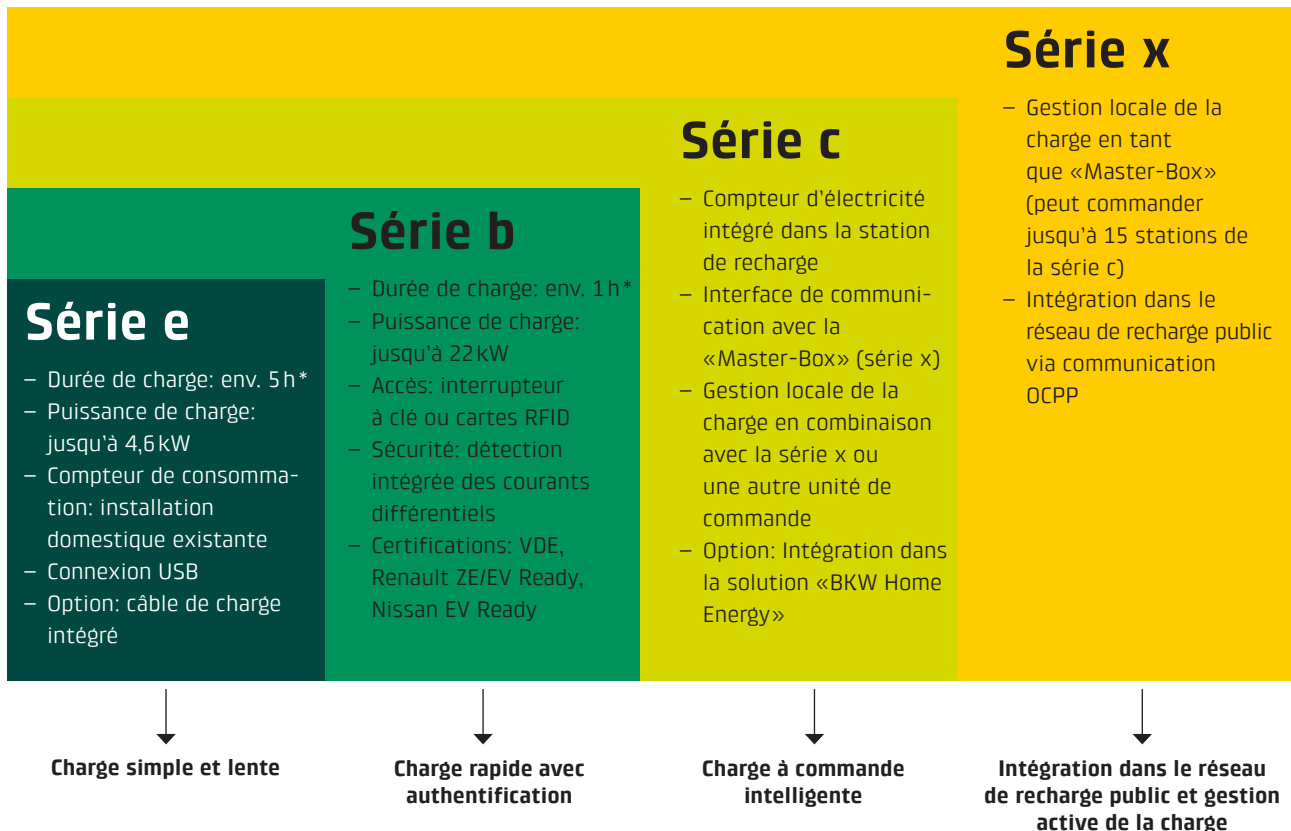 Série e
– Durée de charge: env. 5 h*
– Puissance de charge:
jusqu'à 4,6 kW
– Compteur de consomma-
tion: installation
domestique existante
– Connexion USB
– Option: câble de charge
intégré
Charge simple et lente
Série b
– Durée de charge: env. 1 h*
– Puissance de charge:
jusqu'à 22 kW
– Accès: interrupteur
à clé ou cartes RFID
– Sécurité: détection
intégrée des courants
différentiels
– Certifications: VDE,
Renault ZE/EV Ready,
Nissan EV Ready
Charge rapide avec
authentification
Série c
– Compteur d'électricité
intégré dans la station
de recharge
– Interface de communi-
cation avec la
«Master-Box» (série x)
– Gestion locale de la
charge en combinaison
avec la série x ou
une autre unité de
commande
– Option: Intégration dans
la solution «BKW Home
Energy»
Charge à commande
intelligente
Série x
– Gestion locale de la
charge en tant
que «Master-Box»
(peut commander
jusqu'à 15 stations de
la série c)
– Intégration dans le
réseau de recharge public
via communication
OCPP
Intégration dans le réseau
de recharge public et gestion
active de la charge